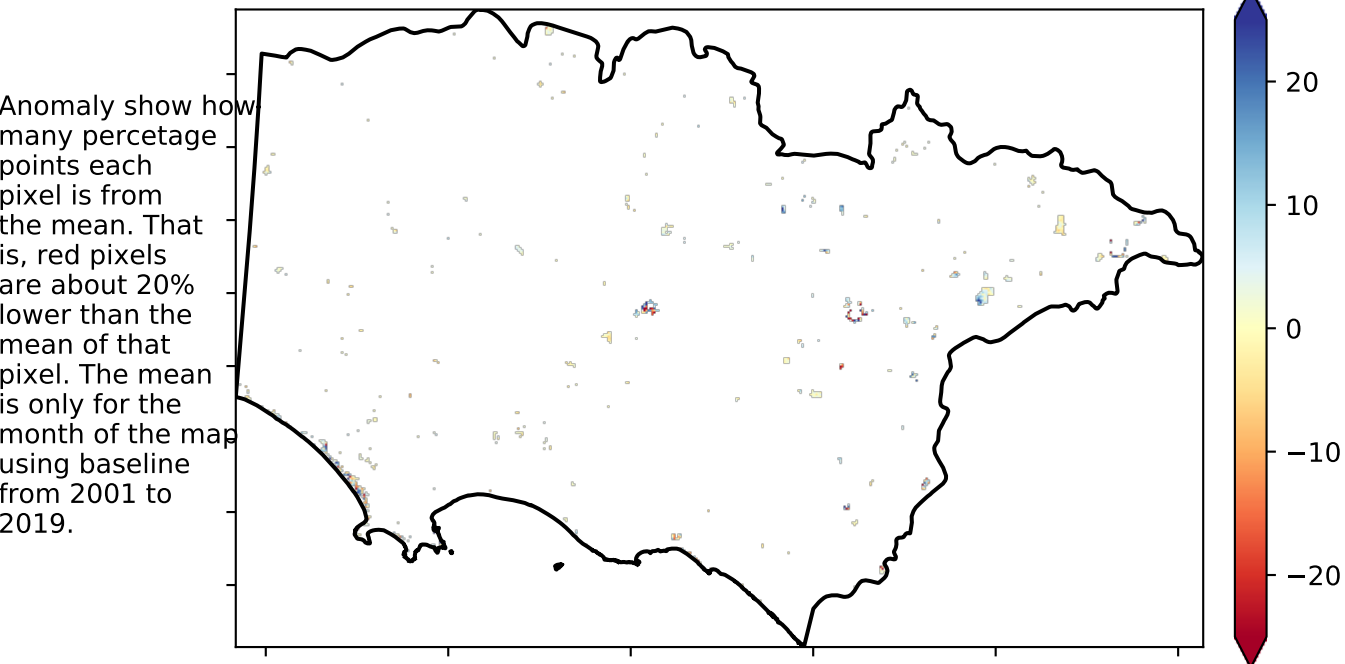 Anomaly show how
many percetage
points each
pixel is from
the mean. That
is, red pixels
are about 20%
lower than the
mean of that
pixel. The mean
is only for the
month of the map
using baseline
from 2001 to
2019.
20
10
0
−10
−20